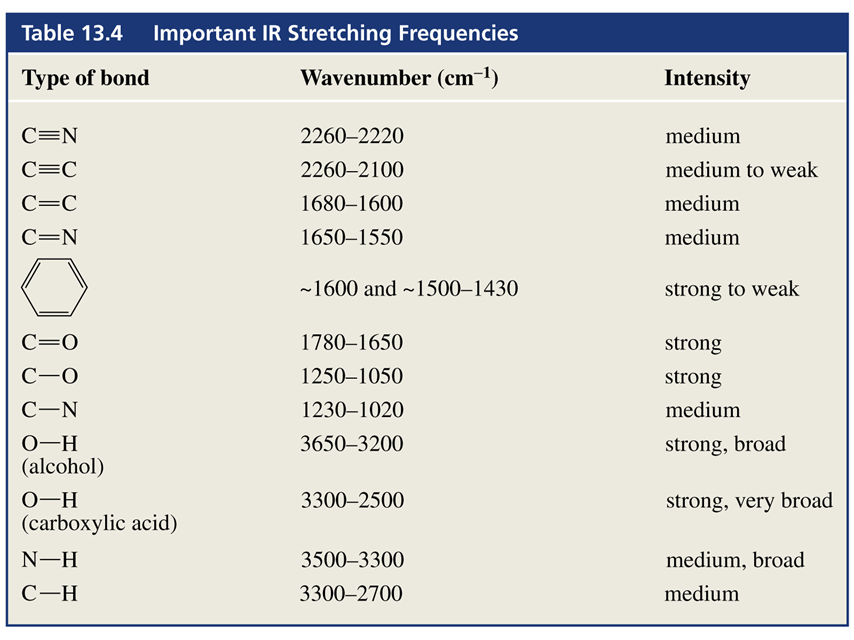 Table 13.4 Important IR Stretching Frequencies
Type of bond Wavenumber (cm⁻¹) Intensity
C≡N 2260–2220 medium
C≡C 2260–2100 medium to weak
C=C 1680–1600 medium
C=N 1650–1550 medium
~1600 and ~1500–1430 strong to weak
C=O 1780–1650 strong
C—O 1250–1050 strong
C—N 1230–1020 medium
O—H 3650–3200 strong, broad
(alcohol)
O—H 3300–2500 strong, very broad
(carboxylic acid)
N—H 3500–3300 medium, broad
C—H 3300–2700 medium